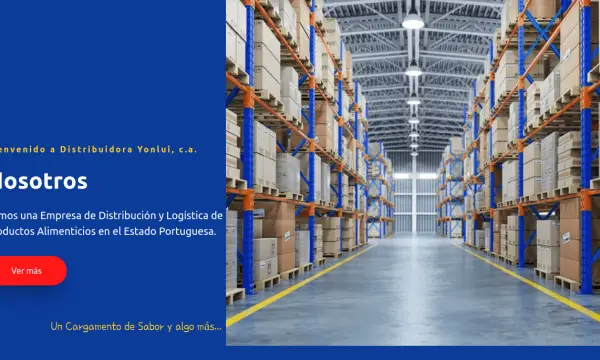 envenido a Distribuidora Yonlui, c.a.
Nosotros
mos una Empresa de Distribución y Logística de
oductos Alimenticios en el Estado Portuguesa.
Ver más
Un Cargamento de Sabor y algo más...